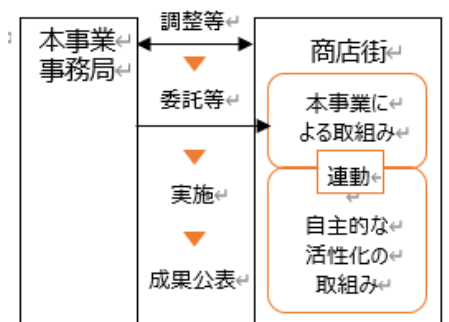 本事業
事務局
調整等
委託等
実施
成果公表
商店街
本事業に
よる取組み
連動
自主的な
活性化の
取組み